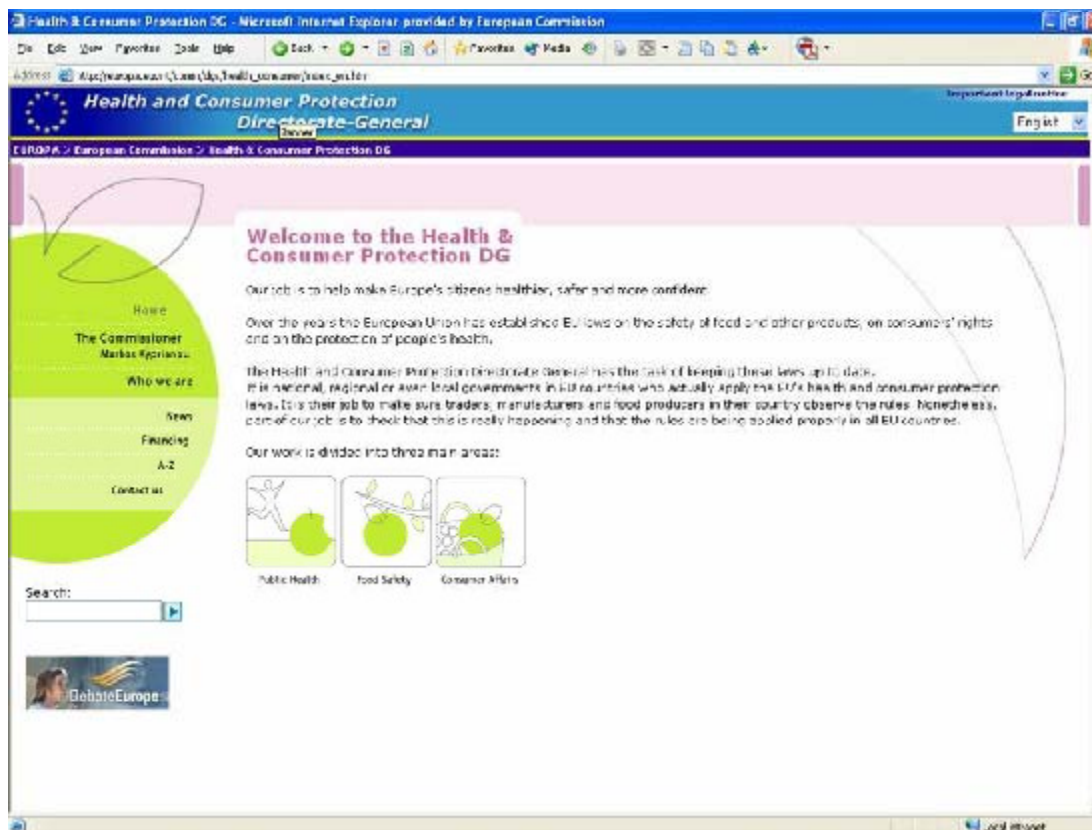 Health & Consumer Protection DG - Microsoft Internet Explorer provided by European Commission
File Edit View Favorites Tools Help Back Favorites Media
Address
Health and Consumer Protection
Directorate-General
Important legal notice
English
Banner
EUROPA > European Commission > Health & Consumer Protection DG
Welcome to the Health &
Consumer Protection DG
Our job is to help make Europe's citizens healthier, safer and more confident
Over the years the European Union has established EU laws on the safety of food and other products, on consumers' rights
and on the protection of people's health.
The Health and Consumer Protection Directorate General has the task of keeping these laws up to date.
It is national, regional or even local governments in EU countries who actually apply the EU's health and consumer protection
laws. It is their job to make sure traders, manufacturers and food producers in their country observe the rules. Nonetheless,
part of our job is to check that this is really happening and that the rules are being applied properly in all EU countries.
Our work is divided into three main areas:
Public Health
Food Safety
Consumer Affairs
Home
The Commissioner
Markos Kyprianou
Who we are
News
Financing
A-Z
Contact us
Search:
DebateEurope
Local intranet